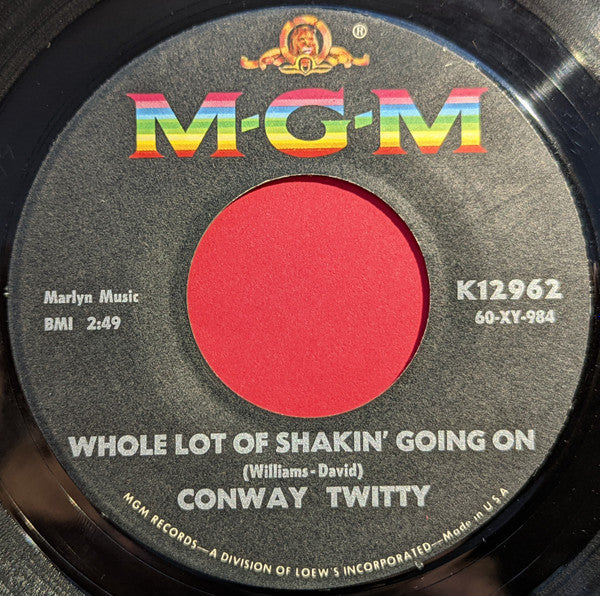 ®
M-G-M
Marlyn Music
BMI 2:49
K12962
60-XY-984
WHOLE LOT OF SHAKIN' GOING ON
(Williams-David)
CONWAY TWITTY
MGM RECORDS—A DIVISION OF LOEW'S INCORPORATED—Made in U.S.A